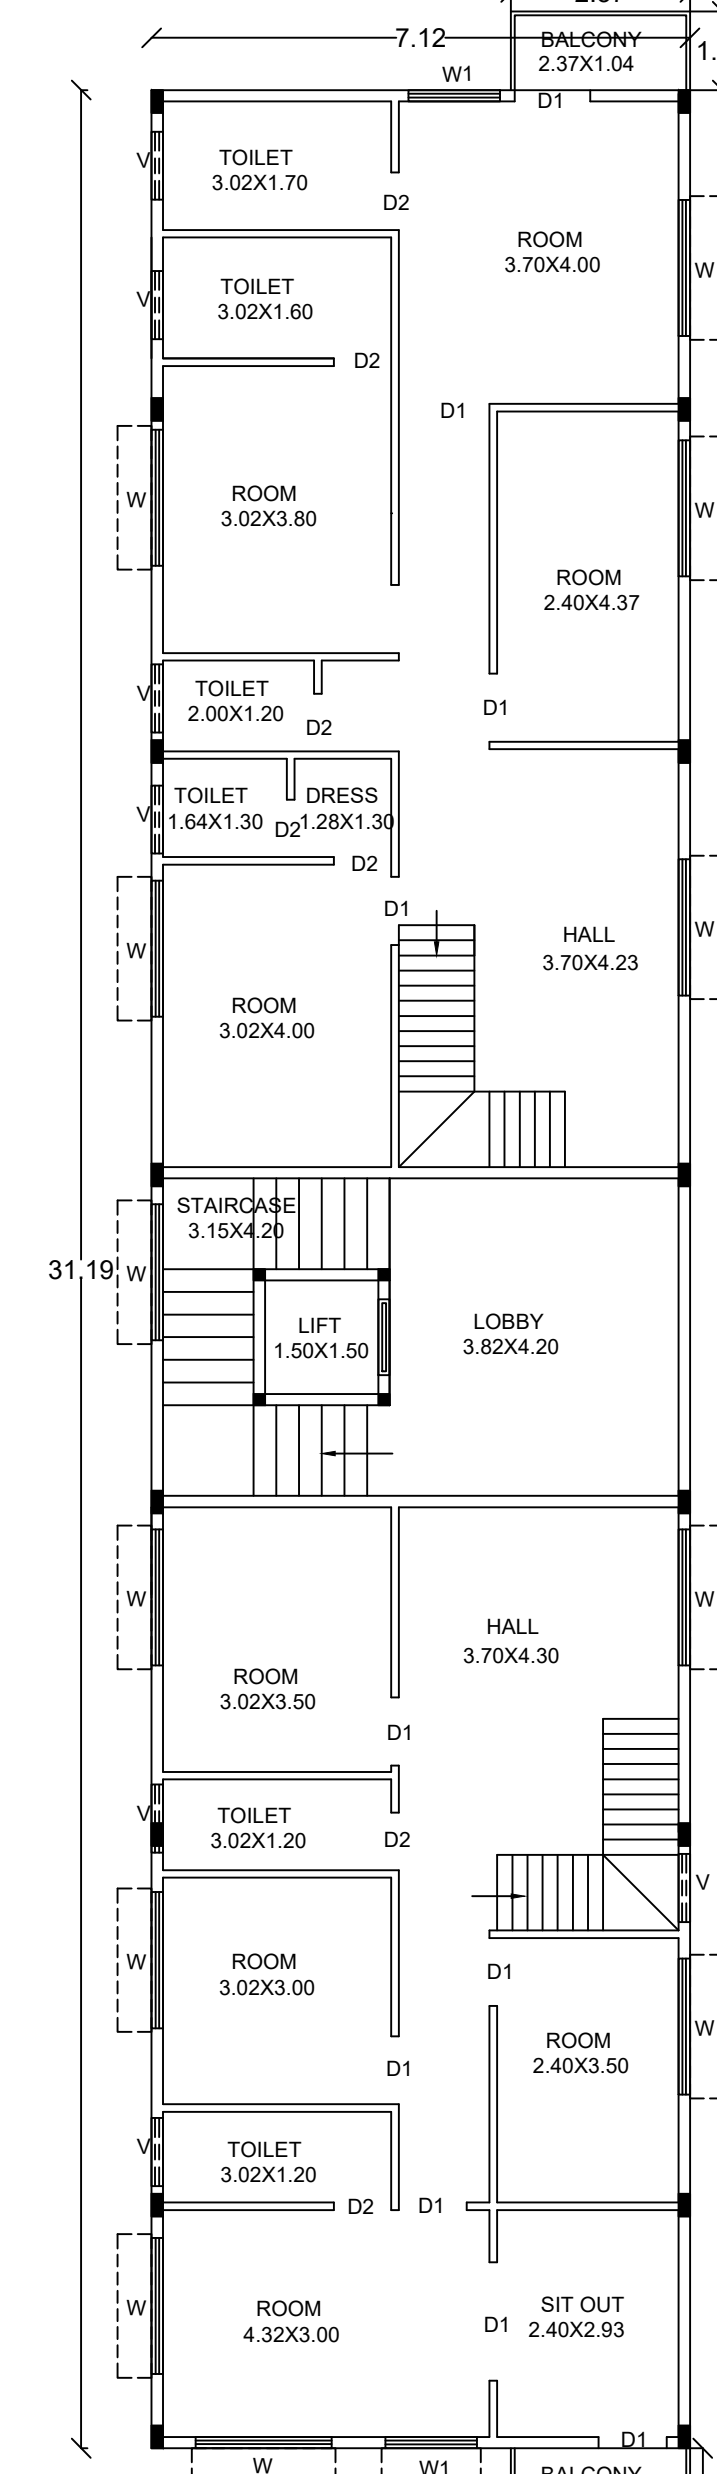 7.12
BALCONY
2.37X1.04
1.
W1
D1
V
TOILET
3.02X1.70
D2
ROOM
3.70X4.00
W
V
TOILET
3.02X1.60
D2
D1
W
ROOM
3.02X3.80
W
ROOM
2.40X4.37
V
TOILET
2.00X1.20
D2
D1
V
TOILET
1.64X1.30
D2
DRESS
1.28X1.30
D2
D1
W
HALL
3.70X4.23
W
ROOM
3.02X4.00
STAIRCASE
3.15X4.20
31.19
W
LIFT
1.50X1.50
LOBBY
3.82X4.20
W
HALL
3.70X4.30
W
ROOM
3.02X3.50
D1
V
TOILET
3.02X1.20
D2
V
W
ROOM
3.02X3.00
D1
W
ROOM
2.40X3.50
D1
V
TOILET
3.02X1.20
D2
D1
W
ROOM
4.32X3.00
D1
SIT OUT
2.40X2.93
D1
W
W1
BALCONY